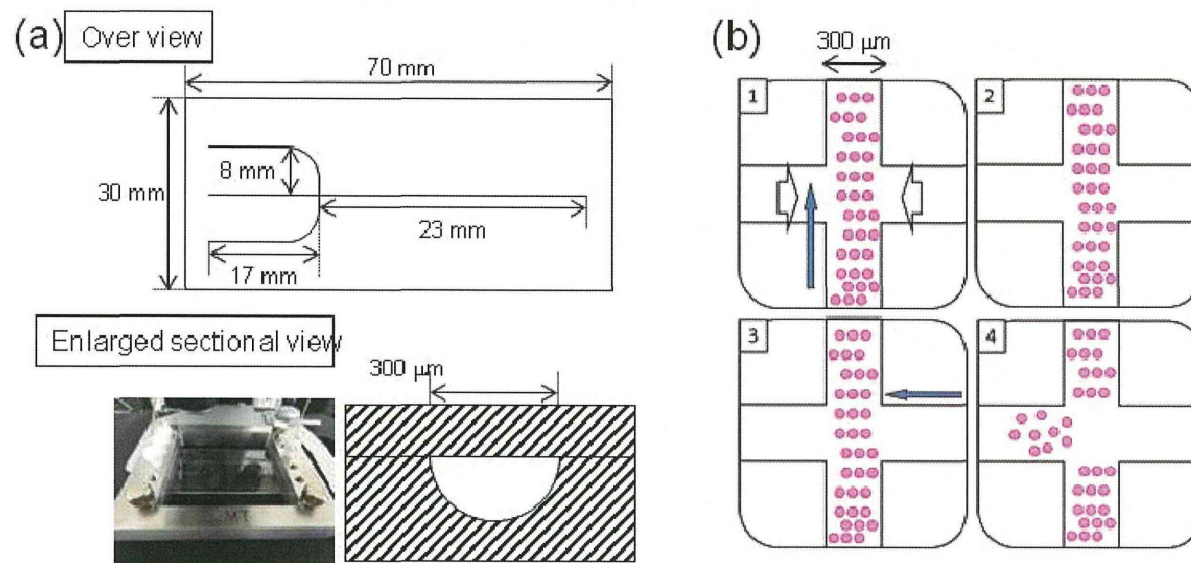 (a)
Over view
70 mm
30 mm
8 mm
23 mm
17 mm
Enlarged sectional view
300 μm
(b)
300 μm
1
2
3
4